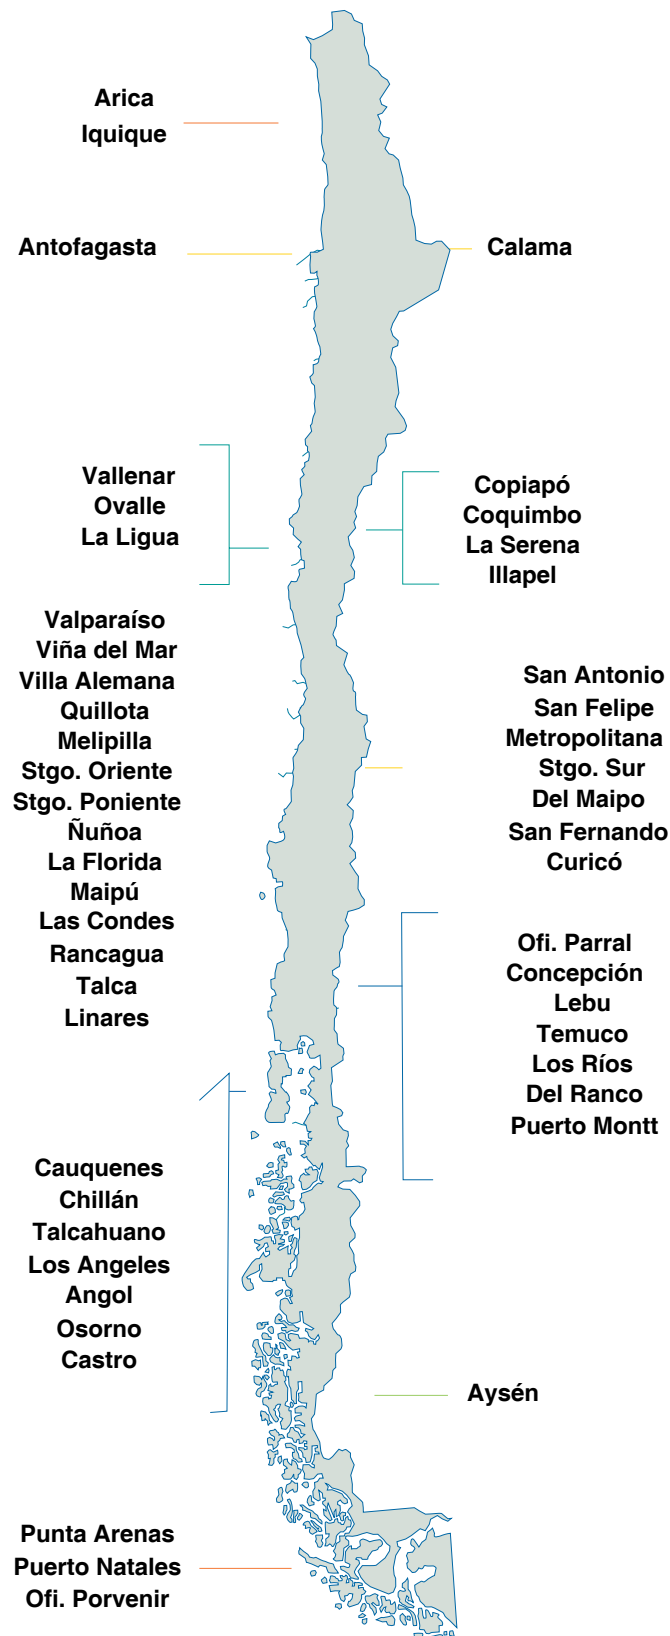 Arica
Iquique
Antofagasta
Calama
Vallenar
Ovalle
La Ligua
Copiapó
Coquimbo
La Serena
Illapel
Valparaíso
Viña del Mar
Villa Alemana
Quillota
Melipilla
Stgo. Oriente
Stgo. Poniente
Ñuñoa
La Florida
Maipú
Las Condes
Rancagua
Talca
Linares
San Antonio
San Felipe
Metropolitana
Stgo. Sur
Del Maipo
San Fernando
Curicó
Ofi. Parral
Concepción
Lebu
Temuco
Los Ríos
Del Ranco
Puerto Montt
Cauquenes
Chillán
Talcahuano
Los Angeles
Angol
Osorno
Castro
Aysén
Punta Arenas
Puerto Natales
Ofi. Porvenir